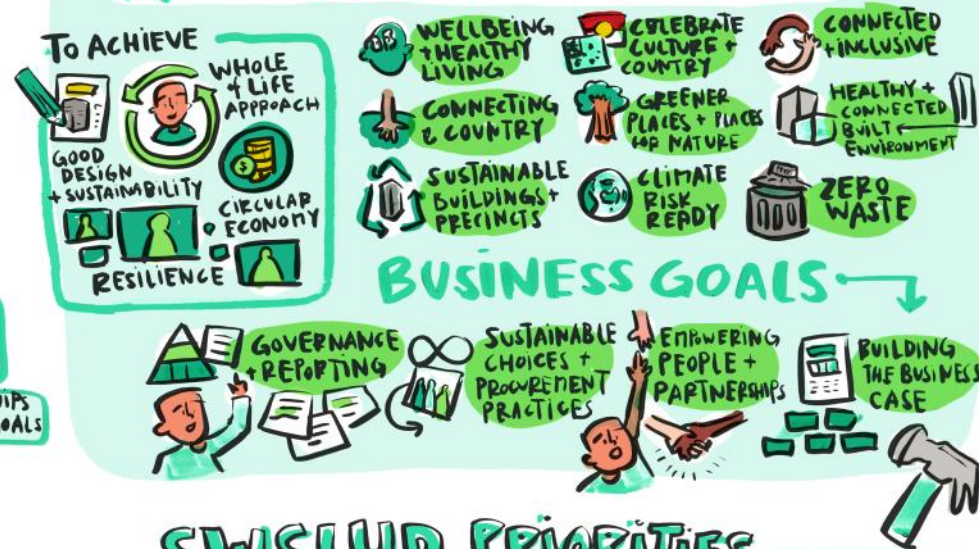 TO ACHIEVE
WHOLE
of LIFE
APPROACH
GOOD
DESIGN
+ SUSTAINABILITY
CIRCULAR
ECONOMY
RESILIENCE
WELLBEING
+ HEALTHY
LIVING
CELEBRATE
CULTURE +
COUNTRY
CONNECTED
+ INCLUSIVE
CONNECTING
2 COUNTRY
GREENER
PLACES + PLACES
FOR NATURE
HEALTHY +
CONNECTED
BUILT
ENVIRONMENT
SUSTAINABLE
BUILDINGS +
PRECINCTS
CLIMATE
RISK
READY
ZERO
WASTE
BUSINESS GOALS
GOVERNANCE
+ REPORTING
SUSTAINABLE
CHOICES +
PROCUREMENT
PRACTICES
EMPOWERING
PEOPLE +
PARTNERSHIPS
BUILDING
THE BUSINESS
CASE
OALS
PRIORITIES